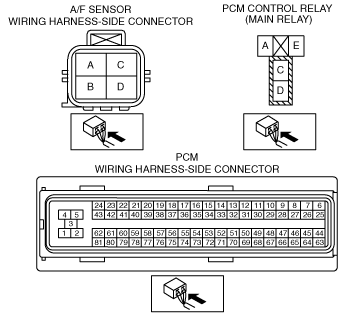 A/F SENSOR
WIRING HARNESS-SIDE CONNECTOR
PCM CONTROL RELAY
(MAIN RELAY)
A C
B D
A E
C
D
PCM
WIRING HARNESS-SIDE CONNECTOR
24 23 22 21 20 19 18 17 16 15 14 13 12 11 10 9 8 7 6
4 5 43 42 41 40 39 38 37 36 35 34 33 32 31 30 29 28 27 26 25
3
1 2 62 61 60 59 58 57 56 55 54 53 52 51 50 49 48 47 46 45 44
81 80 79 78 77 76 75 74 73 72 71 70 69 68 67 66 65 64 63